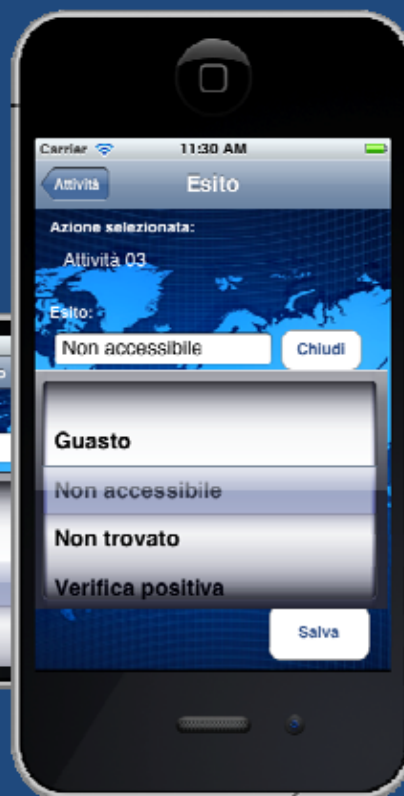 Carrier 11:30 AM
Attività Esito
Azione selezionata:
Attività 03
Esito:
Non accessibile Chiudi
Guasto
Non accessibile
Non trovato
Verifica positiva
Salva